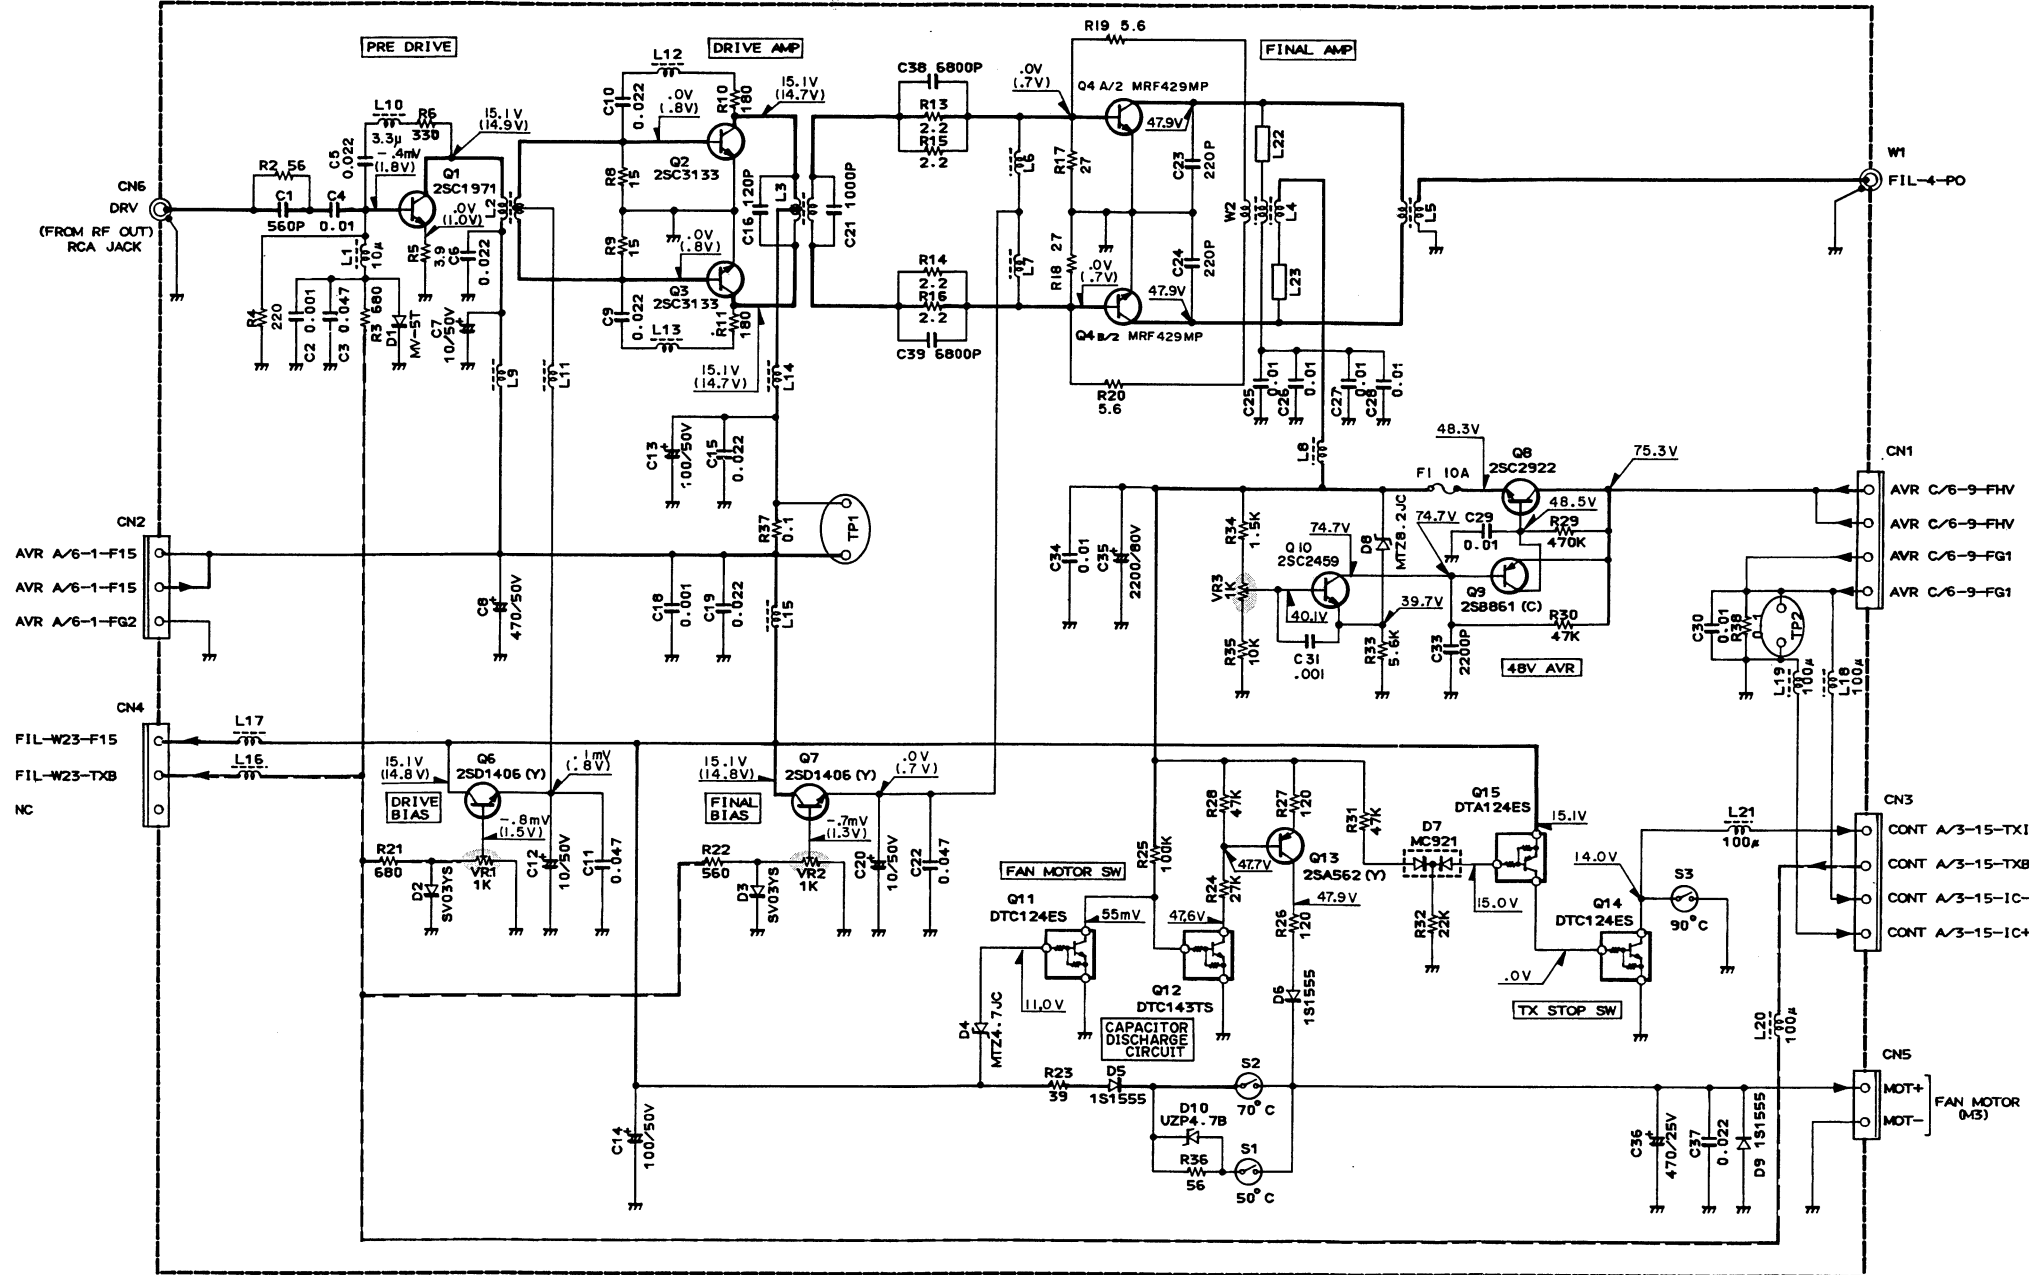 PRE DRIVE
DRIVE AMP
FINAL AMP
CN6
DRV
(FROM RF OUT)
RCA JACK
R2 56
C1
560P
C4
0.01
C5
0.022
L10
3.3μ
R6
330
-.4mV
(1.8V)
15.1V
(14.9V)
Q1
2SC1971
.0V
(1.0V)
L1
10μ
R4
220
C2 0.001
C3 0.047
R3 680
D1
MV-5T
R5
3.9
C6
0.022
C7
10/50V
L2
L9
L11
C10
0.022
L12
R10
180
.0V
(.8V)
15.1V
(14.7V)
Q2
2SC3133
R8
15
R9
15
.0V
(.8V)
Q3
2SC3133
C9
0.022
L13
R11
180
15.1V
(14.7V)
C16 120P
L3
C21 1000P
L14
C38 6800P
R13
2.2
R15
2.2
R14
2.2
R16
2.2
C39 6800P
L6
L7
.0V
(.7V)
R17
27
R18 27
.0V
(.7V)
R19 5.6
Q4 A/2 MRF429MP
47.9V
C23
220P
C24
220P
47.9V
Q4 B/2 MRF429MP
R20
5.6
L22
W2
L4
L23
L5
C25
0.01
C26
0.01
C27
0.01
C28
0.01
W1
FIL-4-PO
C13
100/50V
C15
0.022
R37
0.1
TP1
CN2
AVR A/6-1-F15
AVR A/6-1-F15
AVR A/6-1-FG2
C8
470/50V
C18
0.001
C19
0.022
L15
L8
48.3V
F1 10A
Q8
2SC2922
75.3V
48.5V
C34
0.01
C35
2200/80V
R34
1.5K
VR3
1K
R35
10K
74.7V
Q10
2SC2459
40.1V
C31
.001
D8
MTZ8.2JC
39.7V
R33
5.6K
74.7V
C29
0.01
R29
470K
Q9
2SB861 (C)
R30
47K
C33
2200P
48V AVR
CN1
AVR C/6-9-FHV
AVR C/6-9-FHV
AVR C/6-9-FG1
AVR C/6-9-FG1
C30
0.01
R38
0.1
TP2
L19
100μ
L18
100μ
CN4
FIL-W23-F15
FIL-W23-TXB
NC
L17
L16
15.1V
(14.8V)
Q6
2SD1406 (Y)
.1mV
(.8V)
DRIVE
BIAS
-.8mV
(1.5V)
R21
680
D2
SV03YS
VR1
1K
C12
10/50V
C11
0.047
15.1V
(14.8V)
Q7
2SD1406 (Y)
.0V
(.7V)
FINAL
BIAS
-.7mV
(1.3V)
R22
560
D3
SV03YS
VR2
1K
C20
10/50V
C22
0.047
FAN MOTOR SW
Q11
DTC124ES
55mV
11.0V
D4
MTZ4.7JC
R25
100K
R28
47K
R24
27K
47.7V
47.6V
Q12
DTC143TS
CAPACITOR
DISCHARGE
CIRCUIT
R27
120
Q13
2SA562 (Y)
47.9V
R26
120
D6
1S1555
R31
47K
D7
MC921
R32
22K
Q15
DTA124ES
15.1V
15.0V
Q14
DTC124ES
.0V
14.0V
TX STOP SW
S3
90°C
L21
100μ
L20
100μ
CN3
CONT A/3-15-TXI
CONT A/3-15-TXB
CONT A/3-15-IC-
CONT A/3-15-IC+
C14
100/50V
R23
39
D5
1S1555
D10
UZP4.7B
R36
56
S2
70°C
S1
50°C
C36
470/25V
C37
0.022
D9 1S1555
CN5
MOT+
MOT-
FAN MOTOR
(M3)